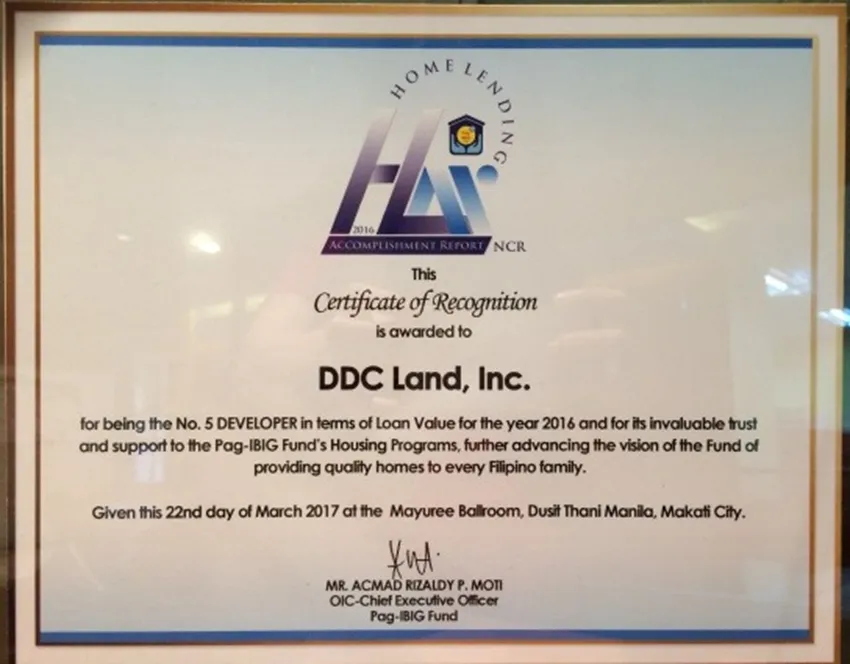 HOME LENDING
HLAR
2016
ACCOMPLISHMENT REPORT NCR
This
Certificate of Recognition
is awarded to
DDC Land, Inc.
for being the No. 5 DEVELOPER in terms of Loan Value for the year 2016 and for its invaluable trust
and support to the Pag-IBIG Fund's Housing Programs, further advancing the vision of the Fund of
providing quality homes to every Filipino family.
Given this 22nd day of March 2017 at the Mayuree Ballroom, Dusit Thani Manila, Makati City.
MR. ACMAD RIZALDY P. MOTI
OIC-Chief Executive Officer
Pag-IBIG Fund